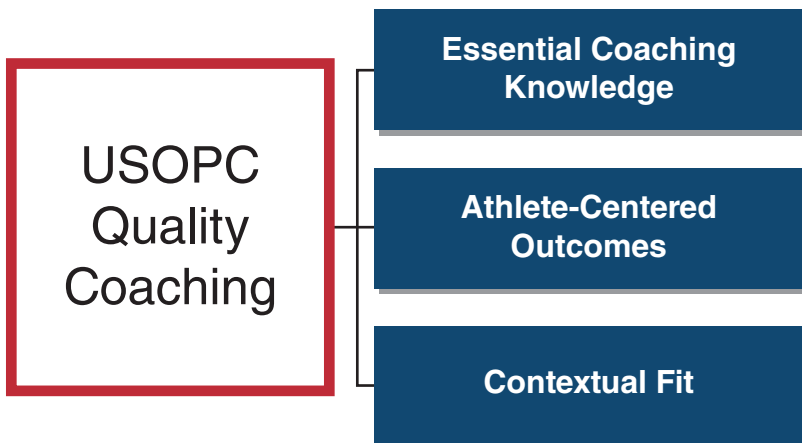 USOPC
Quality
Coaching
Essential Coaching
Knowledge
Athlete-Centered
Outcomes
Contextual Fit